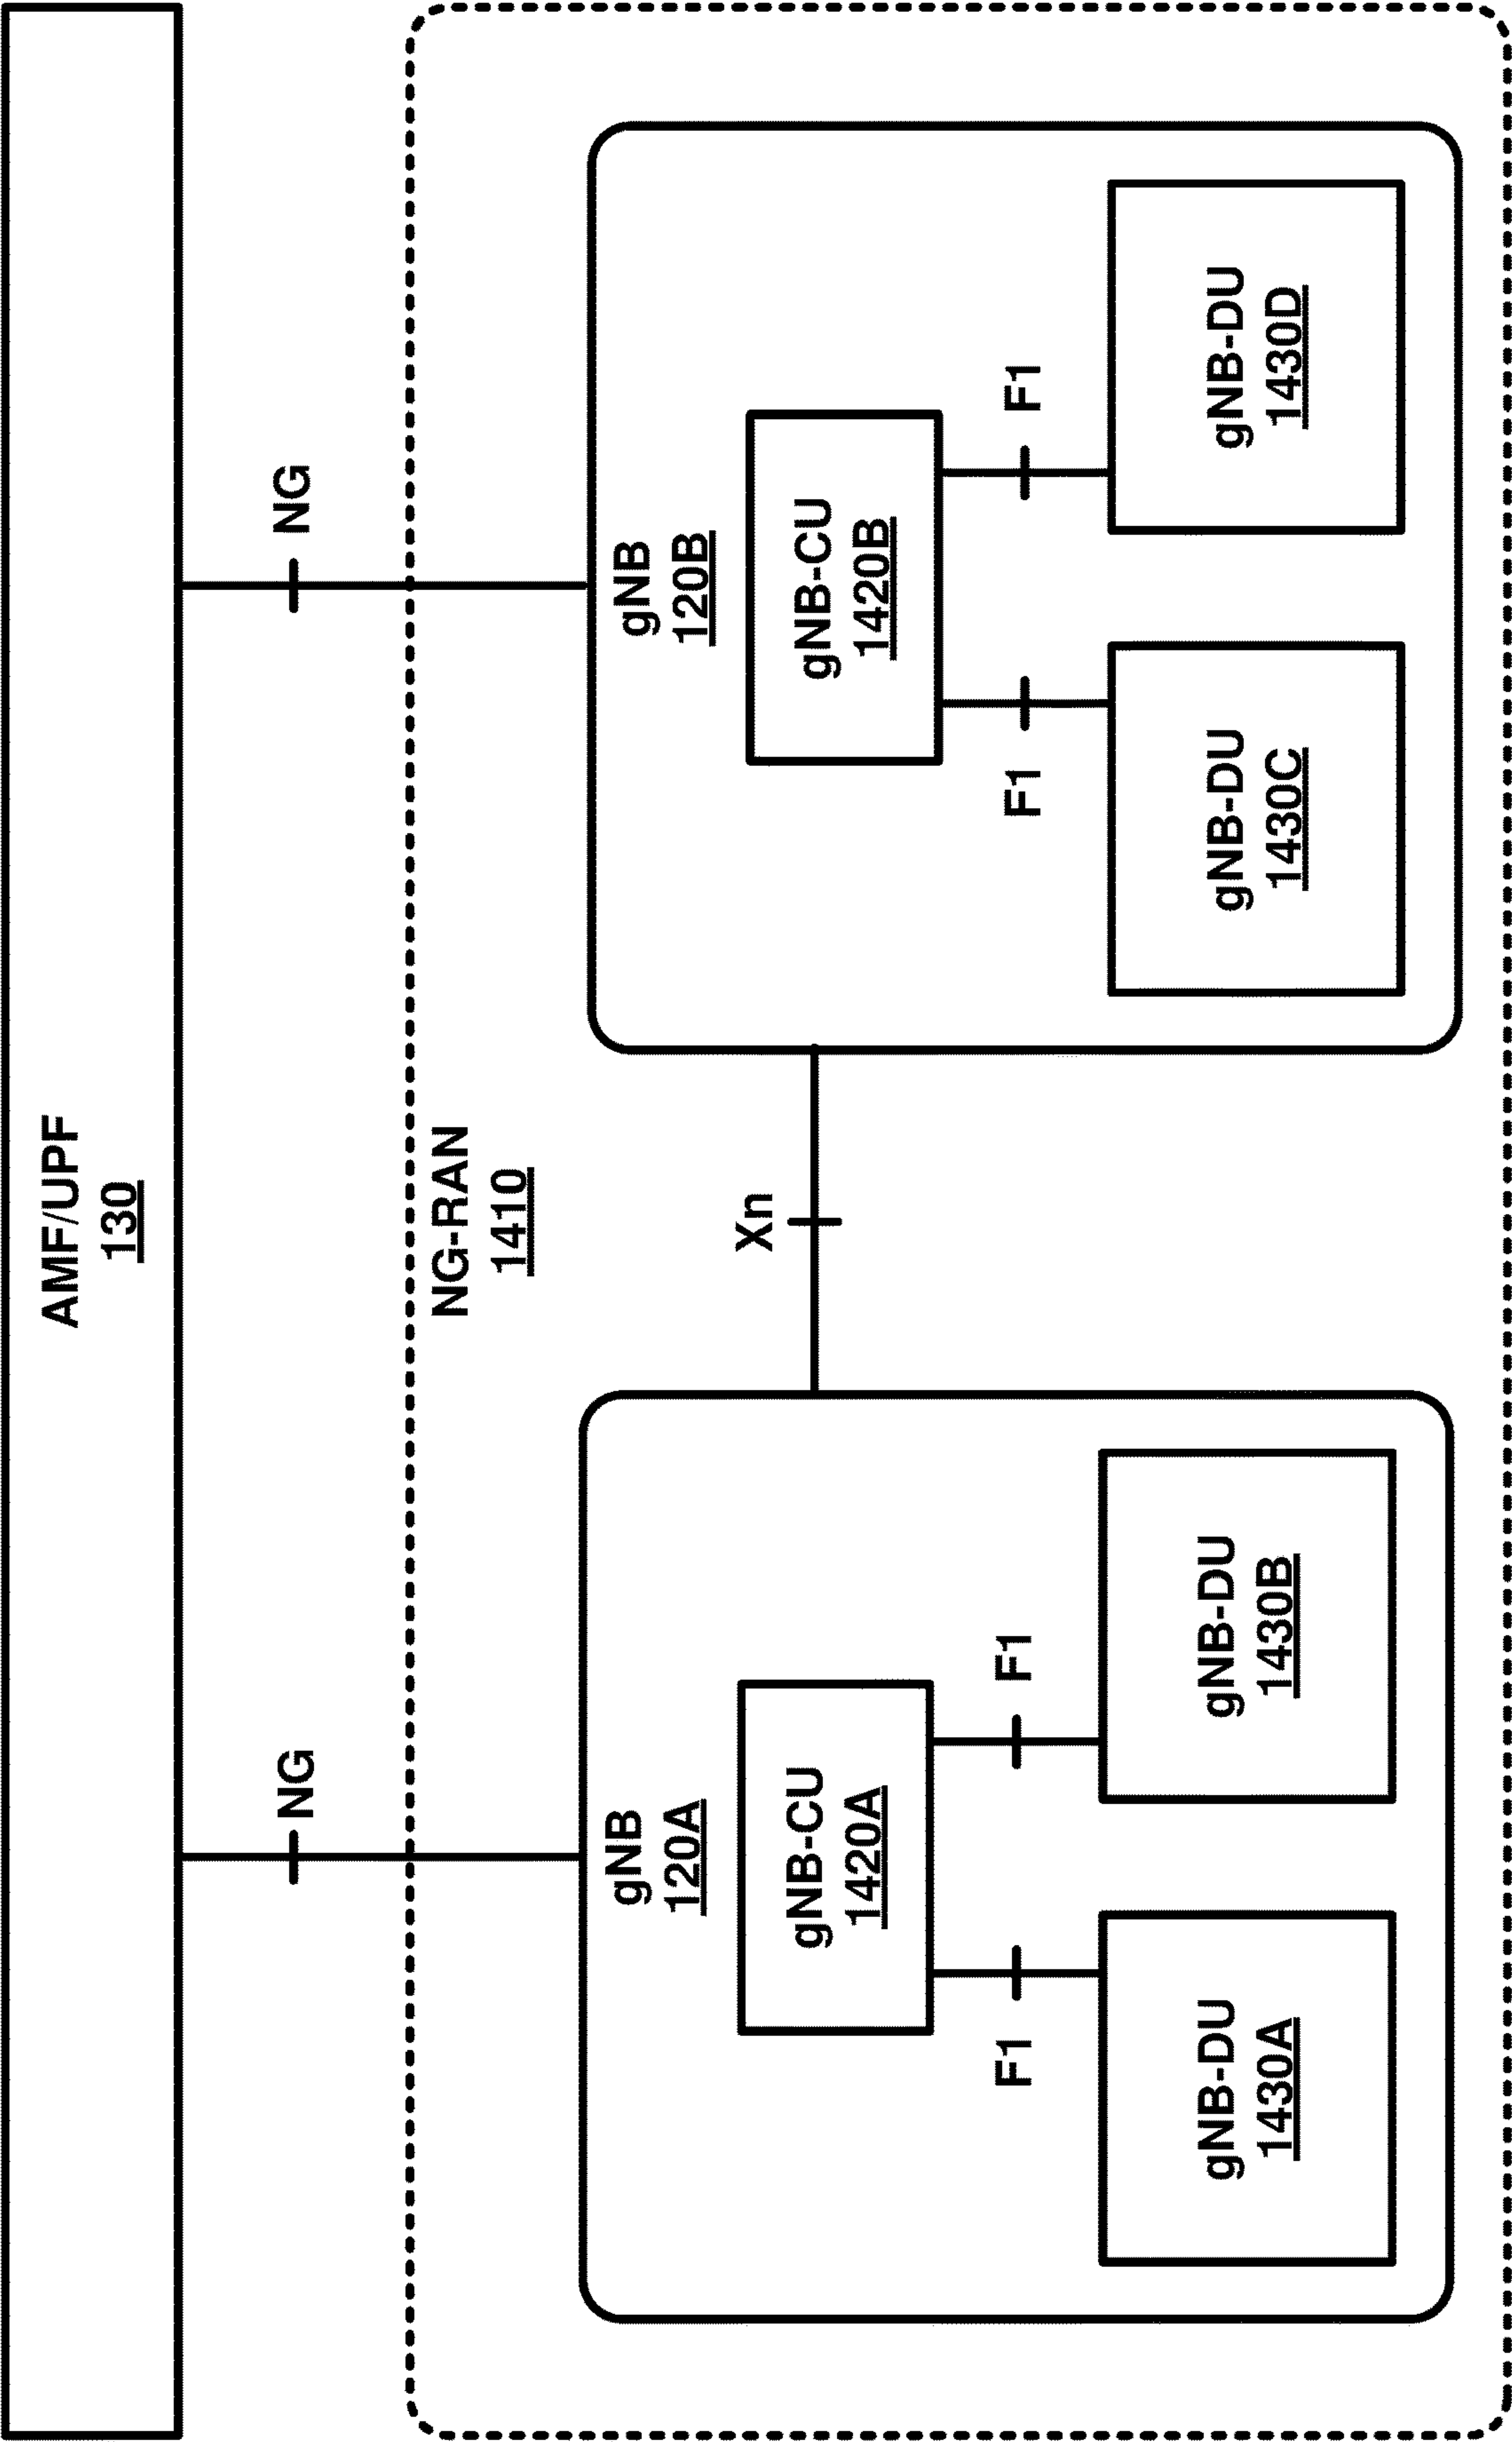 AMF/UPF
130
NG
NG
NG-RAN
1410
gNB
120A
gNB-CU
1420A
F1
F1
gNB-DU
1430A
gNB-DU
1430B
Xn
gNB
120B
gNB-CU
1420B
F1
F1
gNB-DU
1430C
gNB-DU
1430D